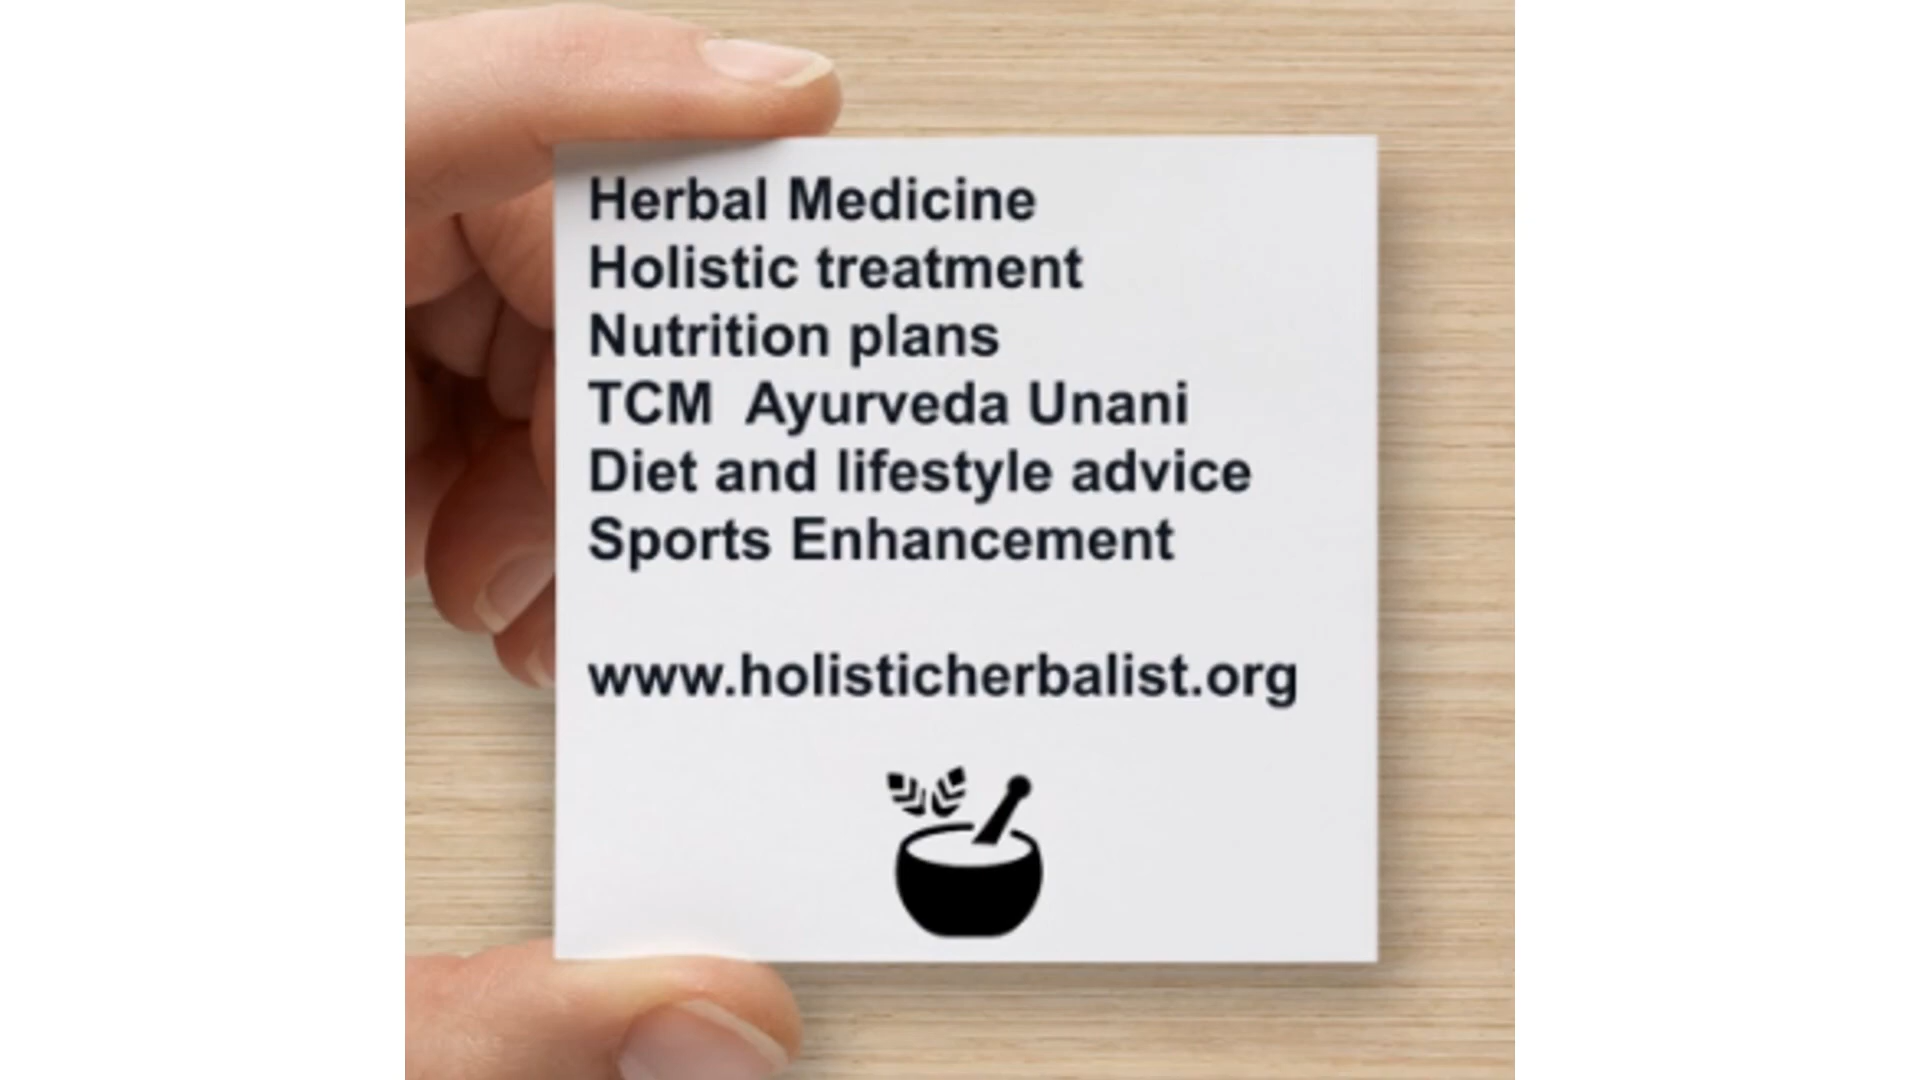 Herbal Medicine
Holistic treatment
Nutrition plans
TCM  Ayurveda Unani
Diet and lifestyle advice
Sports Enhancement
www.holisticherbalist.org